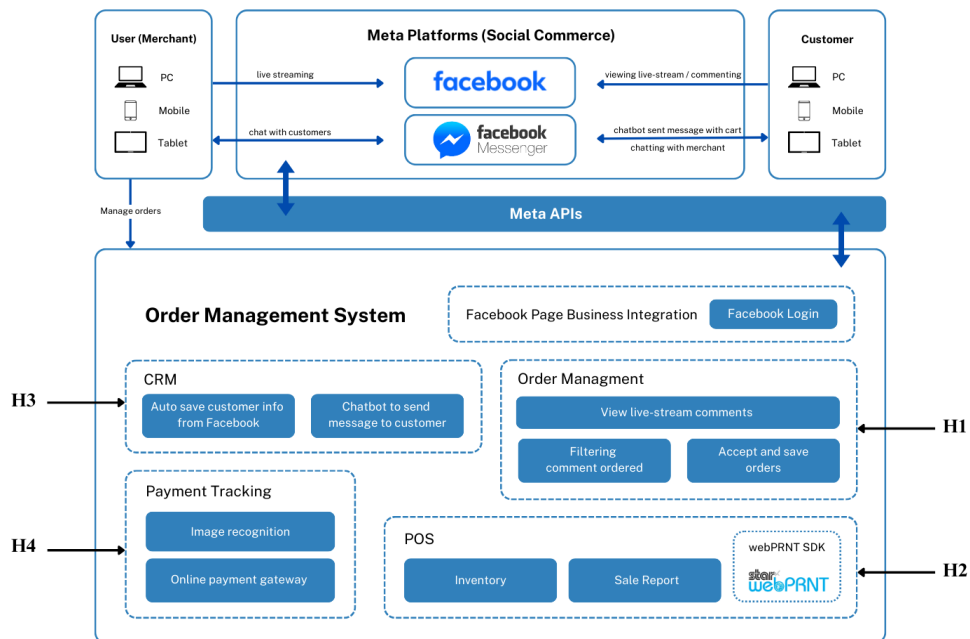 User (Merchant)
PC
Mobile
Tablet
Meta Platforms (Social Commerce)
facebook
facebook
Messenger
Customer
PC
Mobile
Tablet
live streaming
chat with customers
viewing live-stream / commenting
chatbot sent message with cart
chatting with merchant
Manage orders
Meta APIs
Order Management System
Facebook Page Business Integration
Facebook Login
H3
CRM
Auto save customer info
from Facebook
Chatbot to send
message to customer
Order Managment
View live-stream comments
Filtering
comment ordered
Accept and save
orders
H1
H4
Payment Tracking
Image recognition
Online payment gateway
POS
Inventory
Sale Report
webPRNT SDK
star
webPRNT
H2